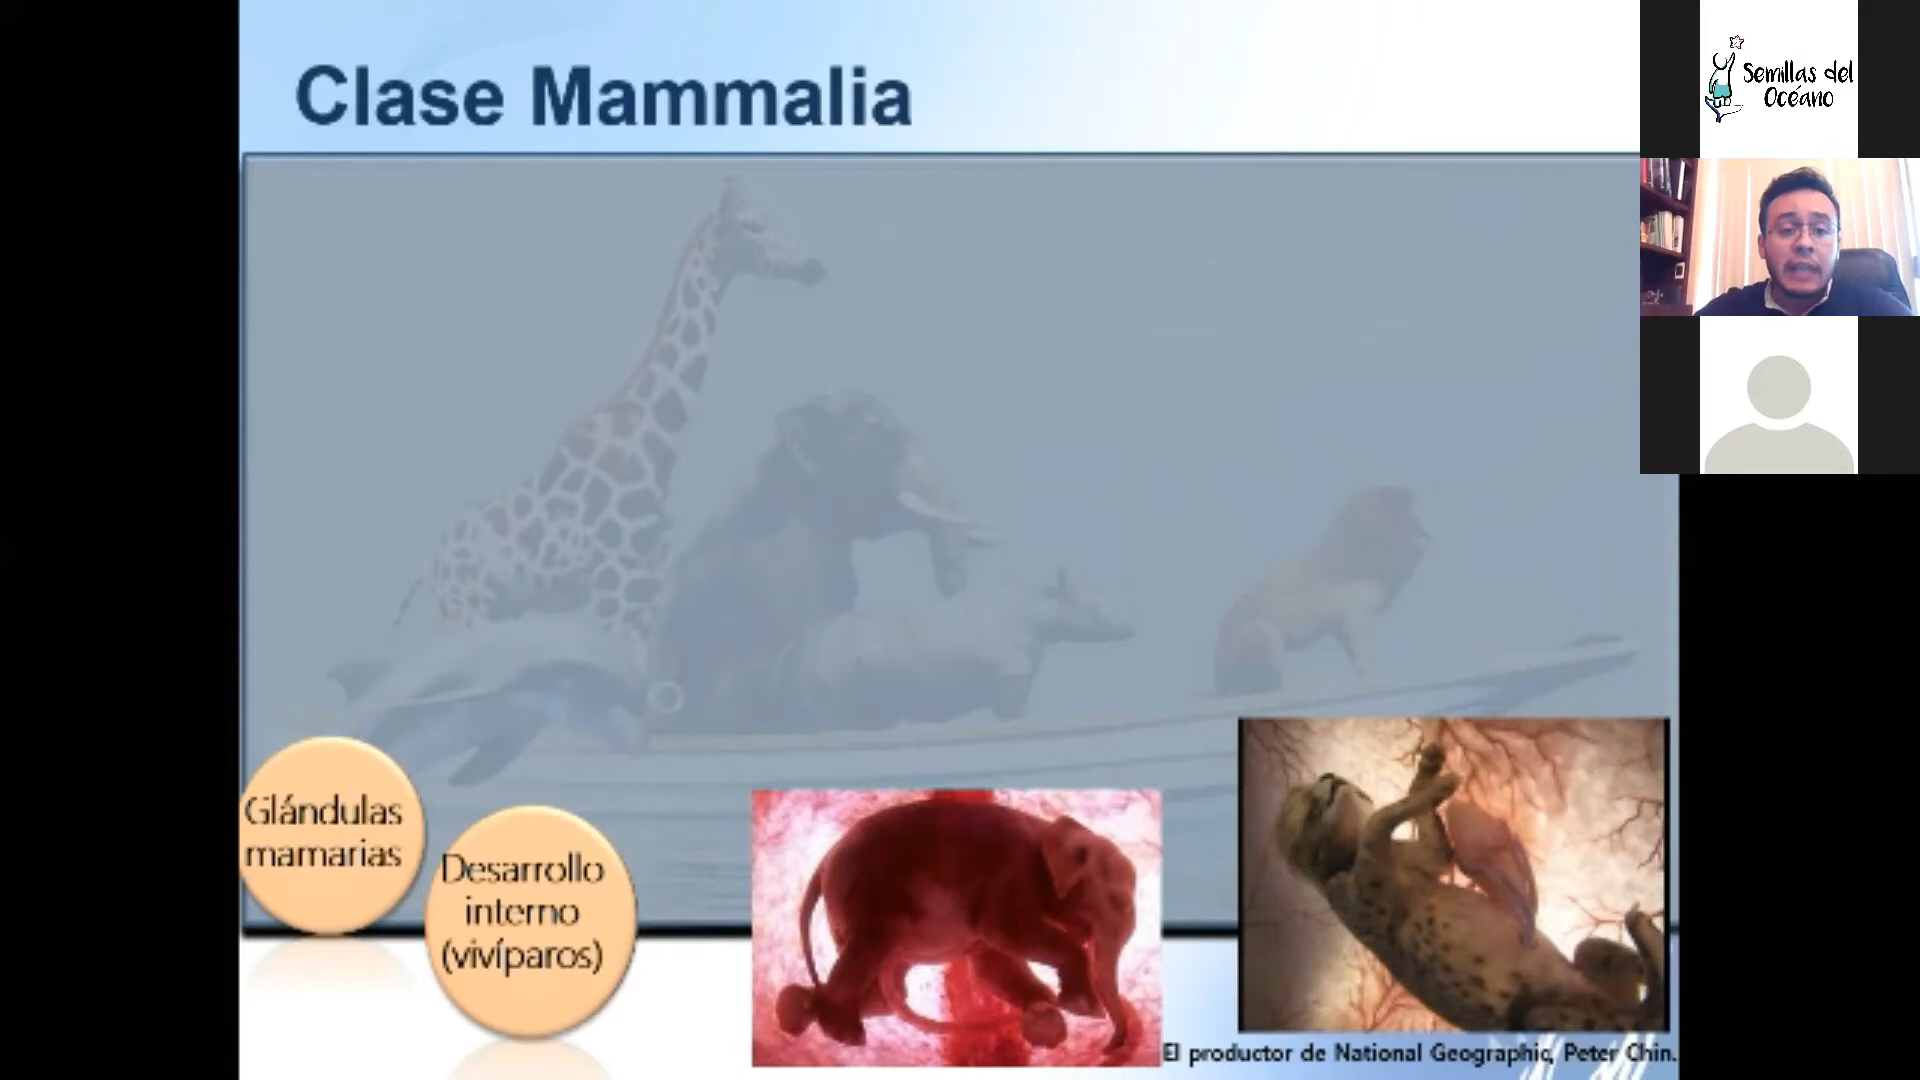 Clase Mammalia
Semillas del
Océano
Glándulas
mamarias
Desarrollo
interno
(vivíparos)
El productor de National Geographic, Peter Chin.